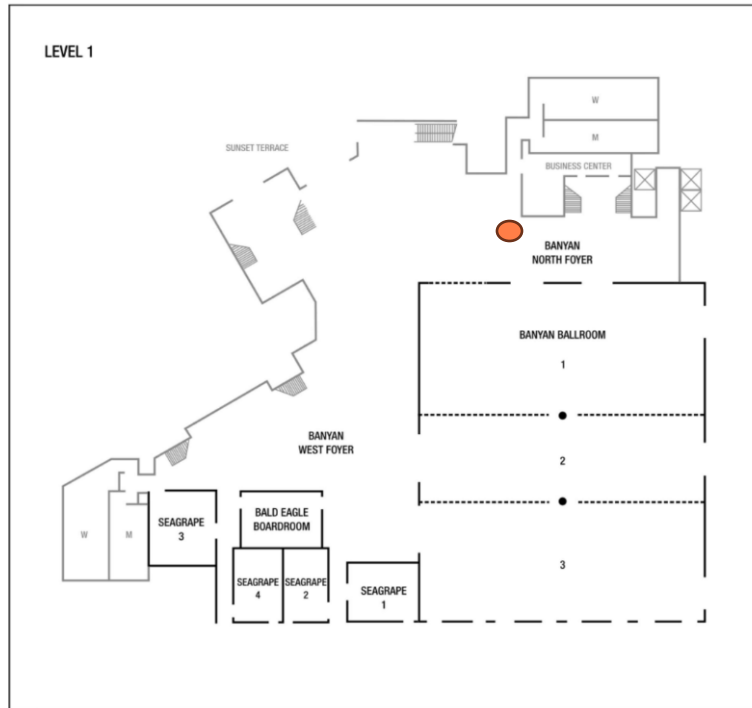 LEVEL 1
W
M
SUNSET TERRACE
BUSINESS CENTER
BANYAN
NORTH FOYER
BANYAN BALLROOM
1
BANYAN
WEST FOYER
2
BALD EAGLE
BOARDROOM
SEAGRAPE
3
W
M
3
SEAGRAPE
4
SEAGRAPE
2
SEAGRAPE
1